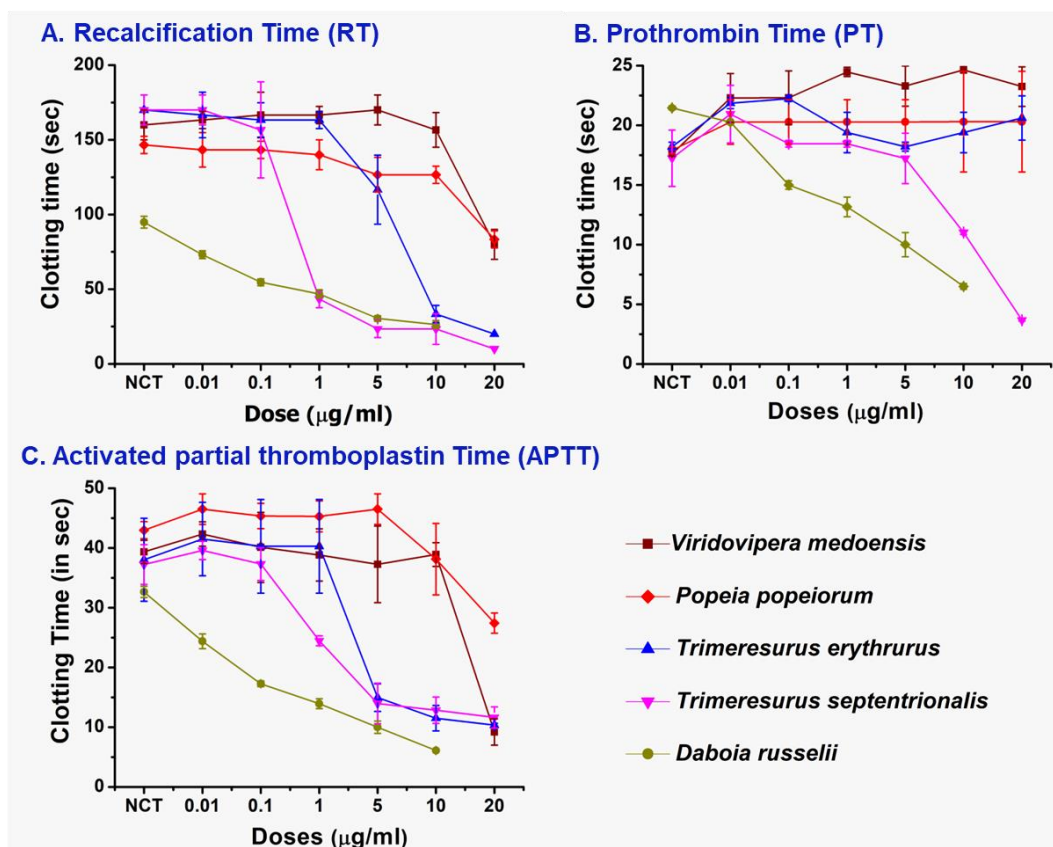 A. Recalcification Time (RT)
200
150
100
50
0
Clotting time (sec)
NCT 0.01 0.1 1 5 10 20
Dose (μg/ml)
B. Prothrombin Time (PT)
25
20
15
10
5
0
Clotting time (sec)
NCT 0.01 0.1 1 5 10 20
Doses (μg/ml)
C. Activated partial thromboplastin Time (APTT)
50
40
30
20
10
0
Clotting Time (in sec)
NCT 0.01 0.1 1 5 10 20
Doses (μg/ml)
Viridovipera medoensis
Popeia popeiorum
Trimeresurus erythrurus
Trimeresurus septentrionalis
Daboia russelii